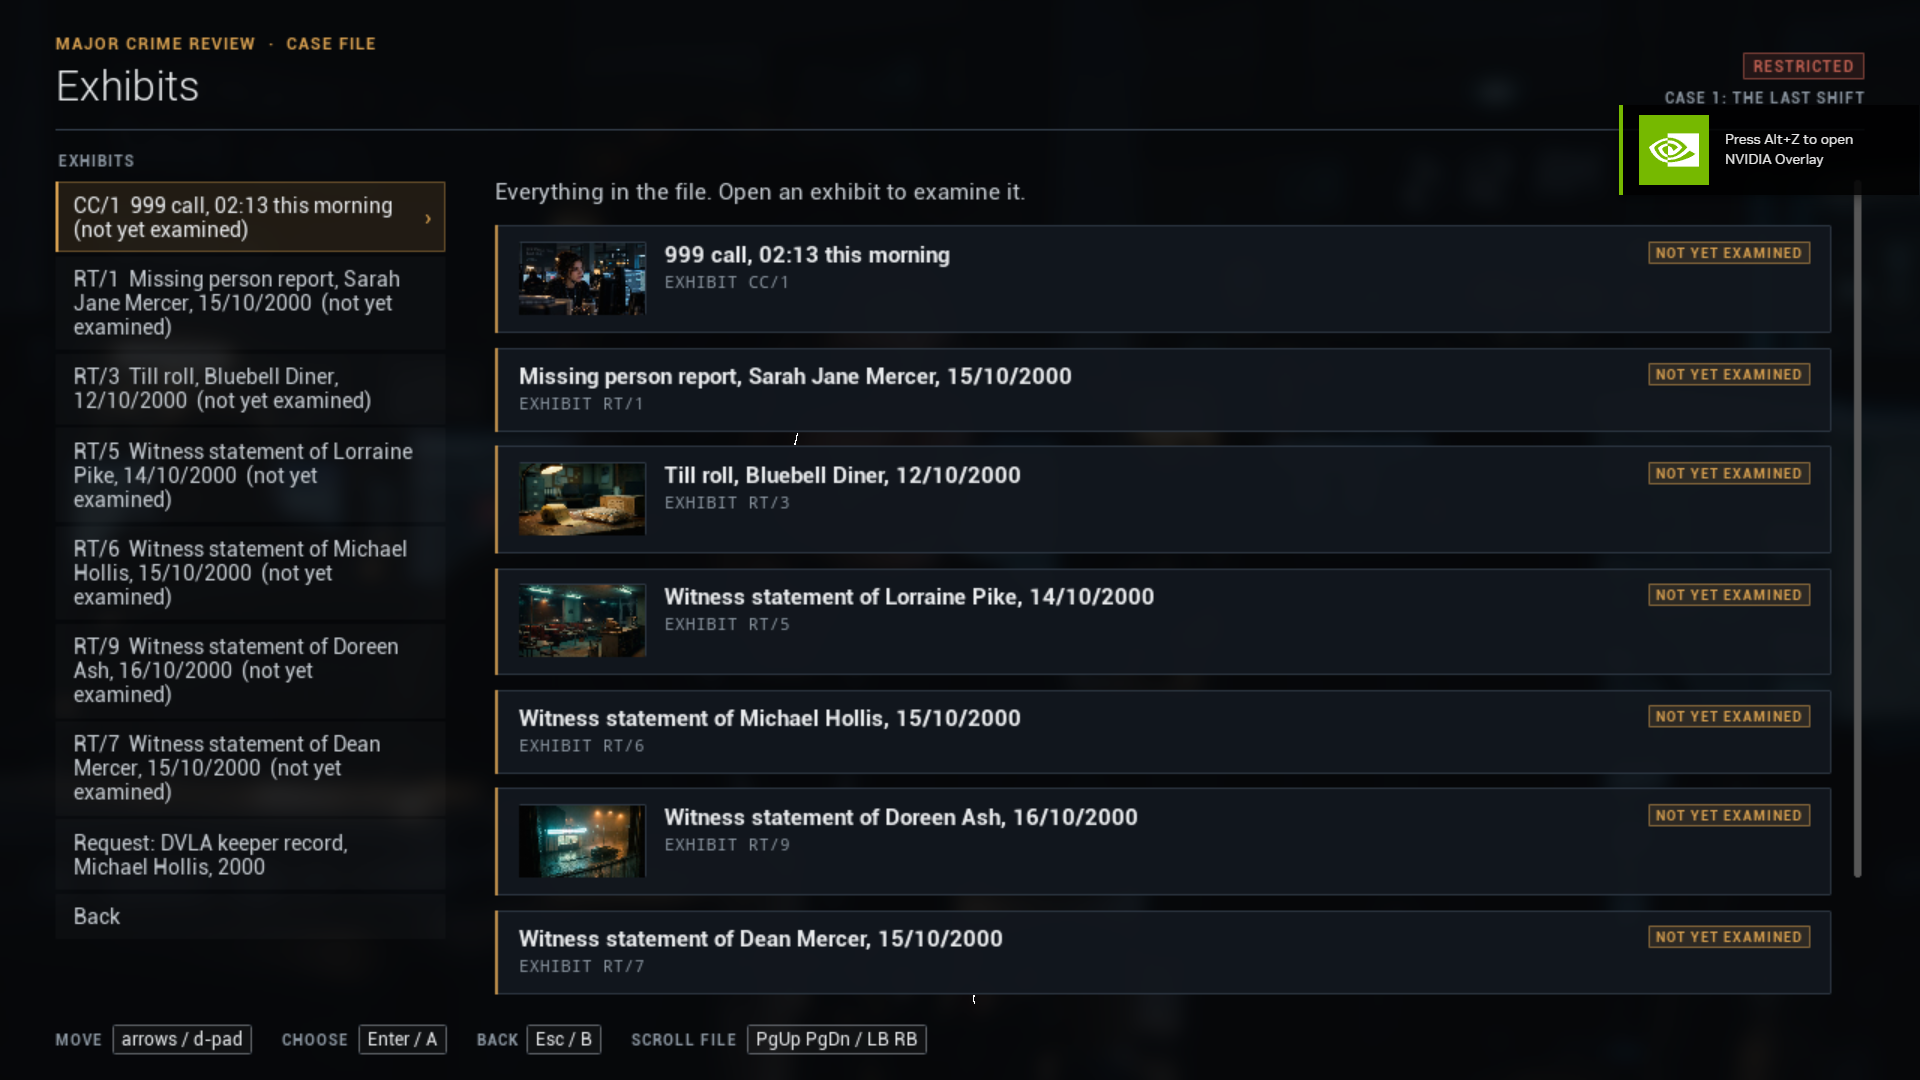 MAJOR CRIME REVIEW · CASE FILE
Exhibits
RESTRICTED
CASE 1: THE LAST SHIFT
Press Alt+Z to open
NVIDIA Overlay
EXHIBITS
CC/1 999 call, 02:13 this morning
(not yet examined)
RT/1 Missing person report, Sarah
Jane Mercer, 15/10/2000 (not yet
examined)
RT/3 Till roll, Bluebell Diner,
12/10/2000 (not yet examined)
RT/5 Witness statement of Lorraine
Pike, 14/10/2000 (not yet
examined)
RT/6 Witness statement of Michael
Hollis, 15/10/2000 (not yet
examined)
RT/9 Witness statement of Doreen
Ash, 16/10/2000 (not yet
examined)
RT/7 Witness statement of Dean
Mercer, 15/10/2000 (not yet
examined)
Request: DVLA keeper record,
Michael Hollis, 2000
Back
Everything in the file. Open an exhibit to examine it.
999 call, 02:13 this morning
EXHIBIT CC/1
NOT YET EXAMINED
Missing person report, Sarah Jane Mercer, 15/10/2000
EXHIBIT RT/1
NOT YET EXAMINED
Till roll, Bluebell Diner, 12/10/2000
EXHIBIT RT/3
NOT YET EXAMINED
Witness statement of Lorraine Pike, 14/10/2000
EXHIBIT RT/5
NOT YET EXAMINED
Witness statement of Michael Hollis, 15/10/2000
EXHIBIT RT/6
NOT YET EXAMINED
Witness statement of Doreen Ash, 16/10/2000
EXHIBIT RT/9
NOT YET EXAMINED
Witness statement of Dean Mercer, 15/10/2000
EXHIBIT RT/7
NOT YET EXAMINED
MOVE arrows / d-pad CHOOSE Enter / A BACK Esc / B SCROLL FILE PgUp PgDn / LB RB